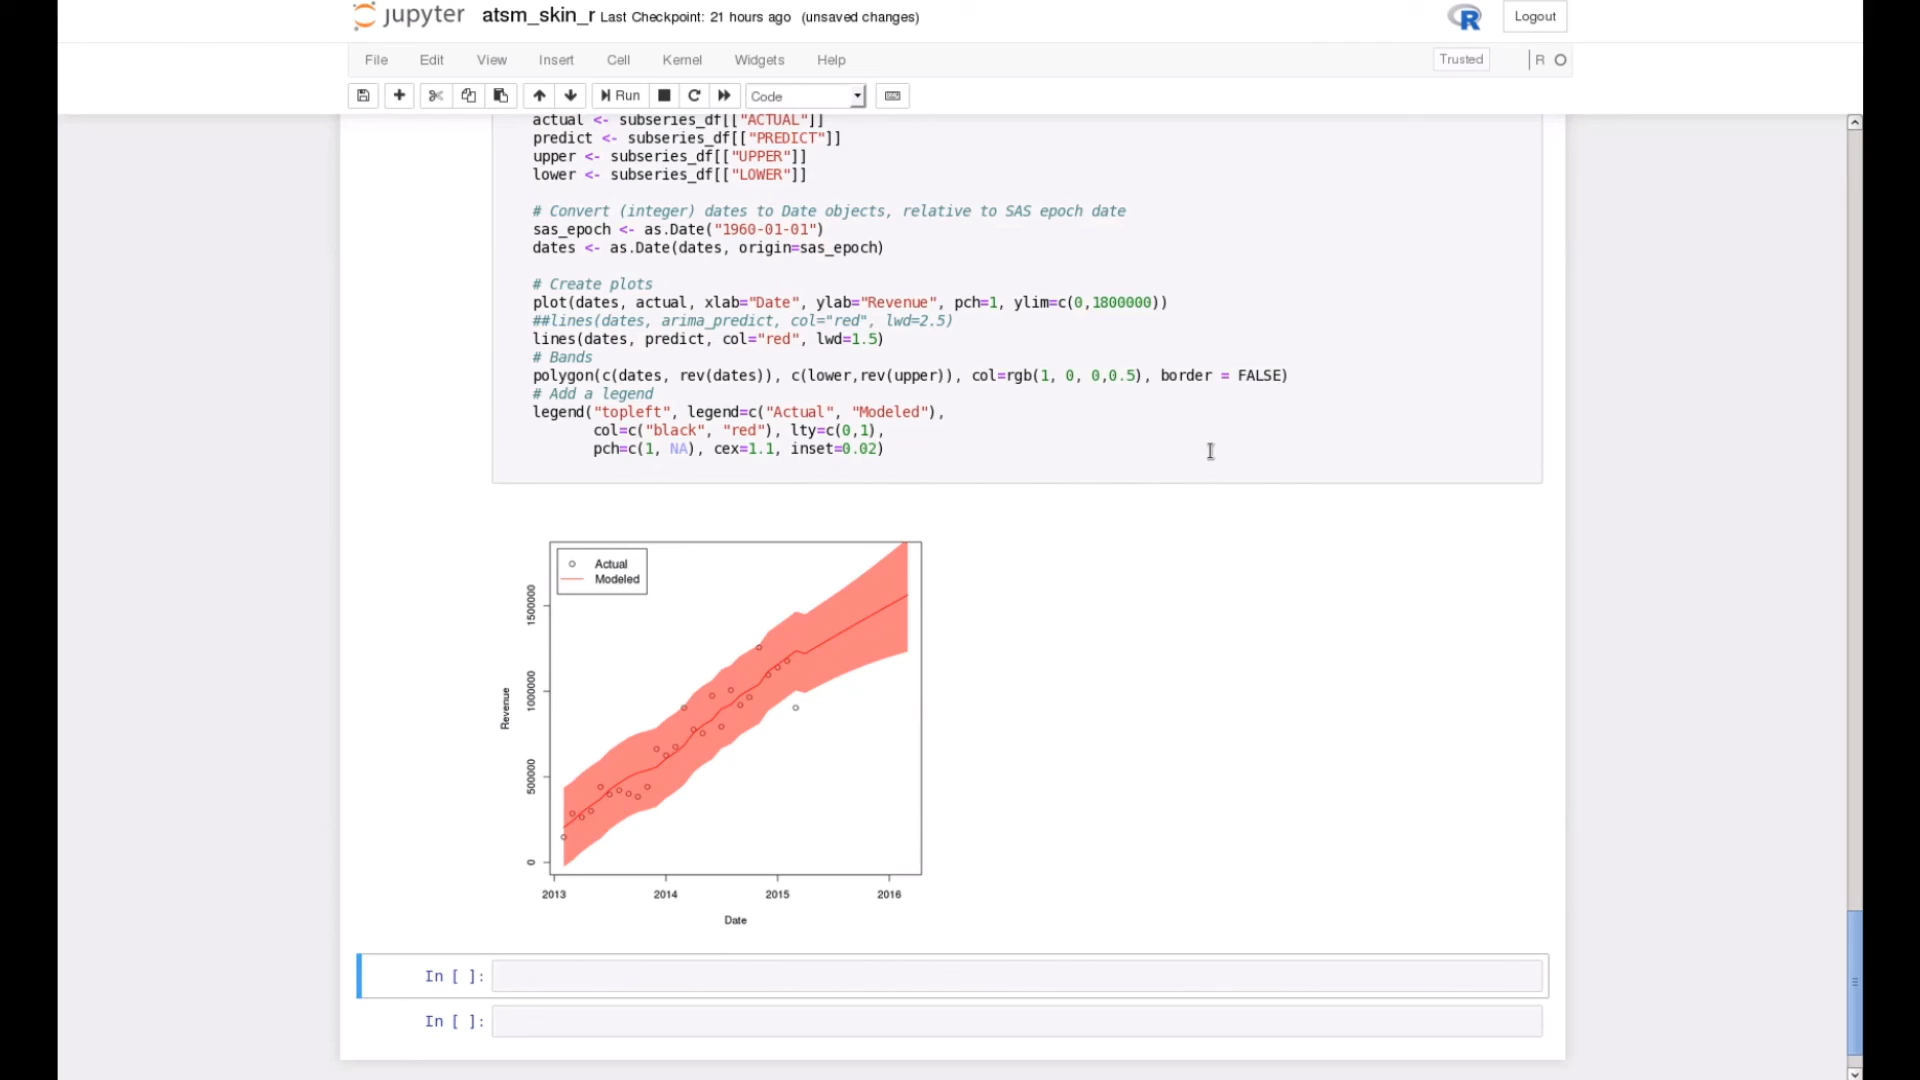 jupyter atsm_skin_r Last Checkpoint: 21 hours ago (unsaved changes) R Logout
File Edit View Insert Cell Kernel Widgets Help Trusted R
Run Code
actual <- subseries_df[["ACTUAL"]]
predict <- subseries_df[["PREDICT"]]
upper <- subseries_df[["UPPER"]]
lower <- subseries_df[["LOWER"]]
# Convert (integer) dates to Date objects, relative to SAS epoch date
sas_epoch <- as.Date("1960-01-01")
dates <- as.Date(dates, origin=sas_epoch)
# Create plots
plot(dates, actual, xlab="Date", ylab="Revenue", pch=1, ylim=c(0,1800000))
##lines(dates, arima_predict, col="red", lwd=2.5)
lines(dates, predict, col="red", lwd=1.5)
# Bands
polygon(c(dates, rev(dates)), c(lower,rev(upper)), col=rgb(1, 0, 0,0.5), border = FALSE)
# Add a legend
legend("topleft", legend=c("Actual", "Modeled"),
col=c("black", "red"), lty=c(0,1),
pch=c(1, NA), cex=1.1, inset=0.02)
Actual
Modeled
1500000
1000000
500000
0
Revenue
2013 2014 2015 2016
Date
In [ ]:
In [ ]: